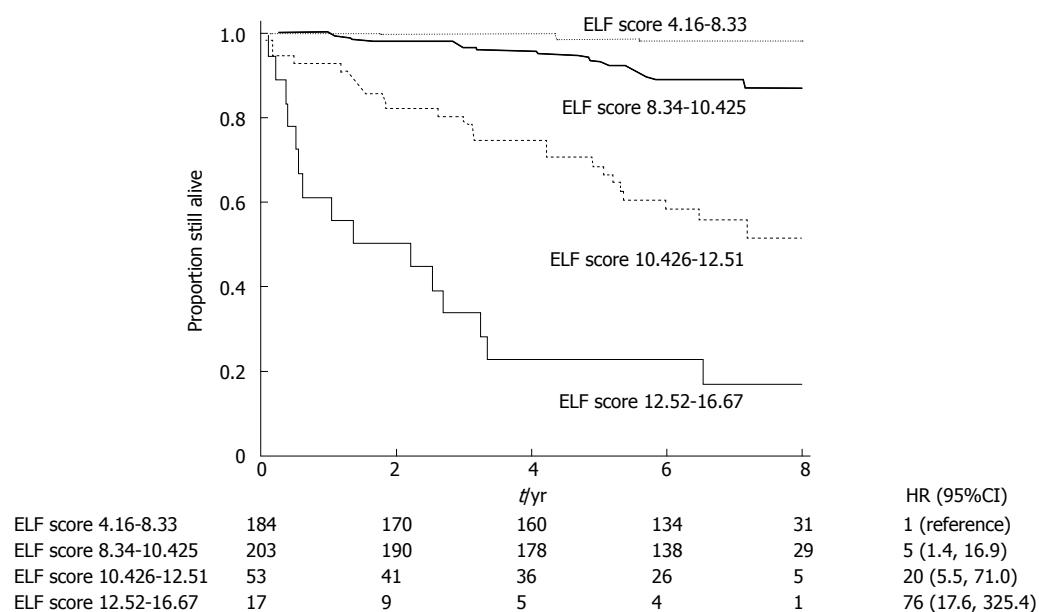 ELF score 4.16-8.33
1.0
ELF score 8.34-10.425
0.8
Proportion still alive
0.6
ELF score 10.426-12.51
0.4
0.2
ELF score 12.52-16.67
0
0 2 4 6 8
t/yr
HR (95%CI)
ELF score 4.16-8.33 184 170 160 134 31 1 (reference)
ELF score 8.34-10.425 203 190 178 138 29 5 (1.4, 16.9)
ELF score 10.426-12.51 53 41 36 26 5 20 (5.5, 71.0)
ELF score 12.52-16.67 17 9 5 4 1 76 (17.6, 325.4)